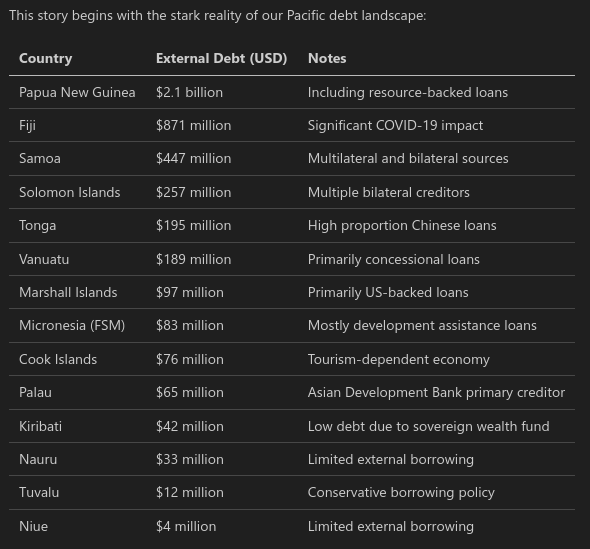 This story begins with the stark reality of our Pacific debt landscape:
Country External Debt (USD) Notes
Papua New Guinea $2.1 billion Including resource-backed loans
Fiji $871 million Significant COVID-19 impact
Samoa $447 million Multilateral and bilateral sources
Solomon Islands $257 million Multiple bilateral creditors
Tonga $195 million High proportion Chinese loans
Vanuatu $189 million Primarily concessional loans
Marshall Islands $97 million Primarily US-backed loans
Micronesia (FSM) $83 million Mostly development assistance loans
Cook Islands $76 million Tourism-dependent economy
Palau $65 million Asian Development Bank primary creditor
Kiribati $42 million Low debt due to sovereign wealth fund
Nauru $33 million Limited external borrowing
Tuvalu $12 million Conservative borrowing policy
Niue $4 million Limited external borrowing